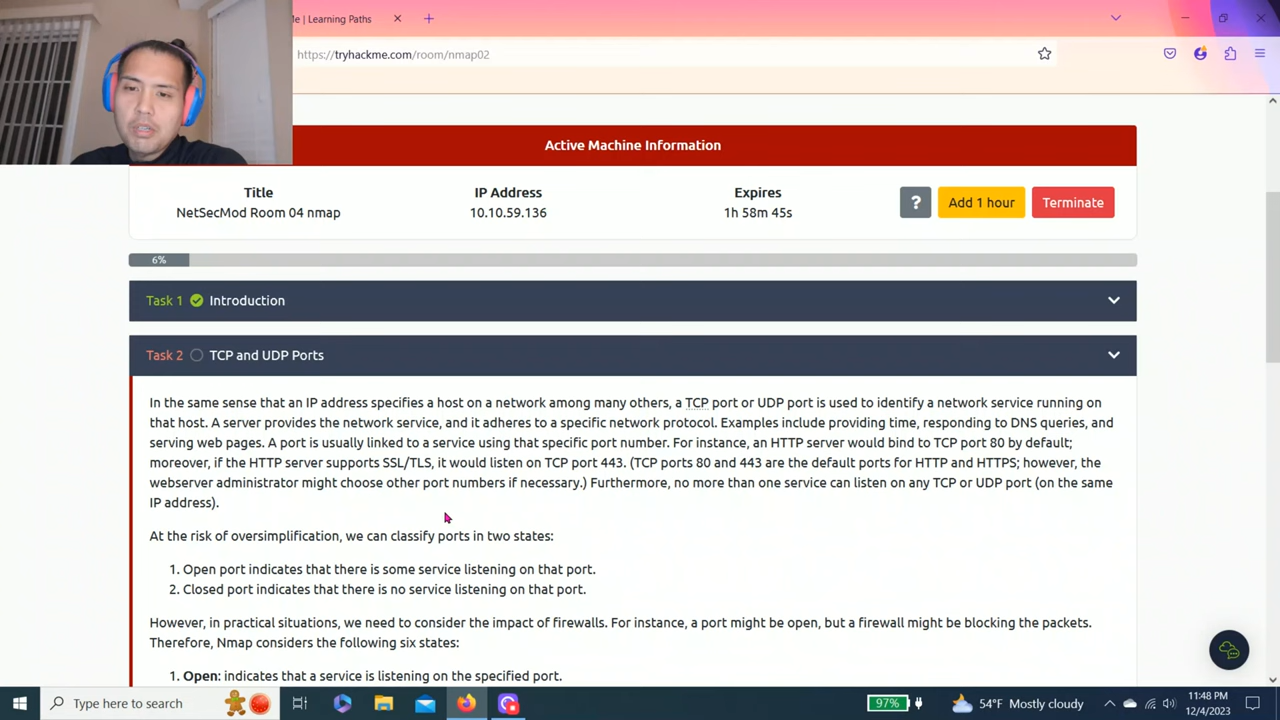 Me | Learning Paths
https://tryhackme.com/room/nmap02
Active Machine Information
Title
IP Address
Expires
NetSecMod Room 04 nmap
10.10.59.136
1h 58m 45s
?
Add 1 hour
Terminate
6%
Task 1
Introduction
Task 2
TCP and UDP Ports
In the same sense that an IP address specifies a host on a network among many others, a TCP port or UDP port is used to identify a network service running on
that host. A server provides the network service, and it adheres to a specific network protocol. Examples include providing time, responding to DNS queries, and
serving web pages. A port is usually linked to a service using that specific port number. For instance, an HTTP server would bind to TCP port 80 by default;
moreover, if the HTTP server supports SSL/TLS, it would listen on TCP port 443. (TCP ports 80 and 443 are the default ports for HTTP and HTTPS; however, the
webserver administrator might choose other port numbers if necessary.) Furthermore, no more than one service can listen on any TCP or UDP port (on the same
IP address).
At the risk of oversimplification, we can classify ports in two states:
1. Open port indicates that there is some service listening on that port.
2. Closed port indicates that there is no service listening on that port.
However, in practical situations, we need to consider the impact of firewalls. For instance, a port might be open, but a firewall might be blocking the packets.
Therefore, Nmap considers the following six states:
1. Open: indicates that a service is listening on the specified port.
Type here to search
97%
54°F Mostly cloudy
11:48 PM
12/4/2023